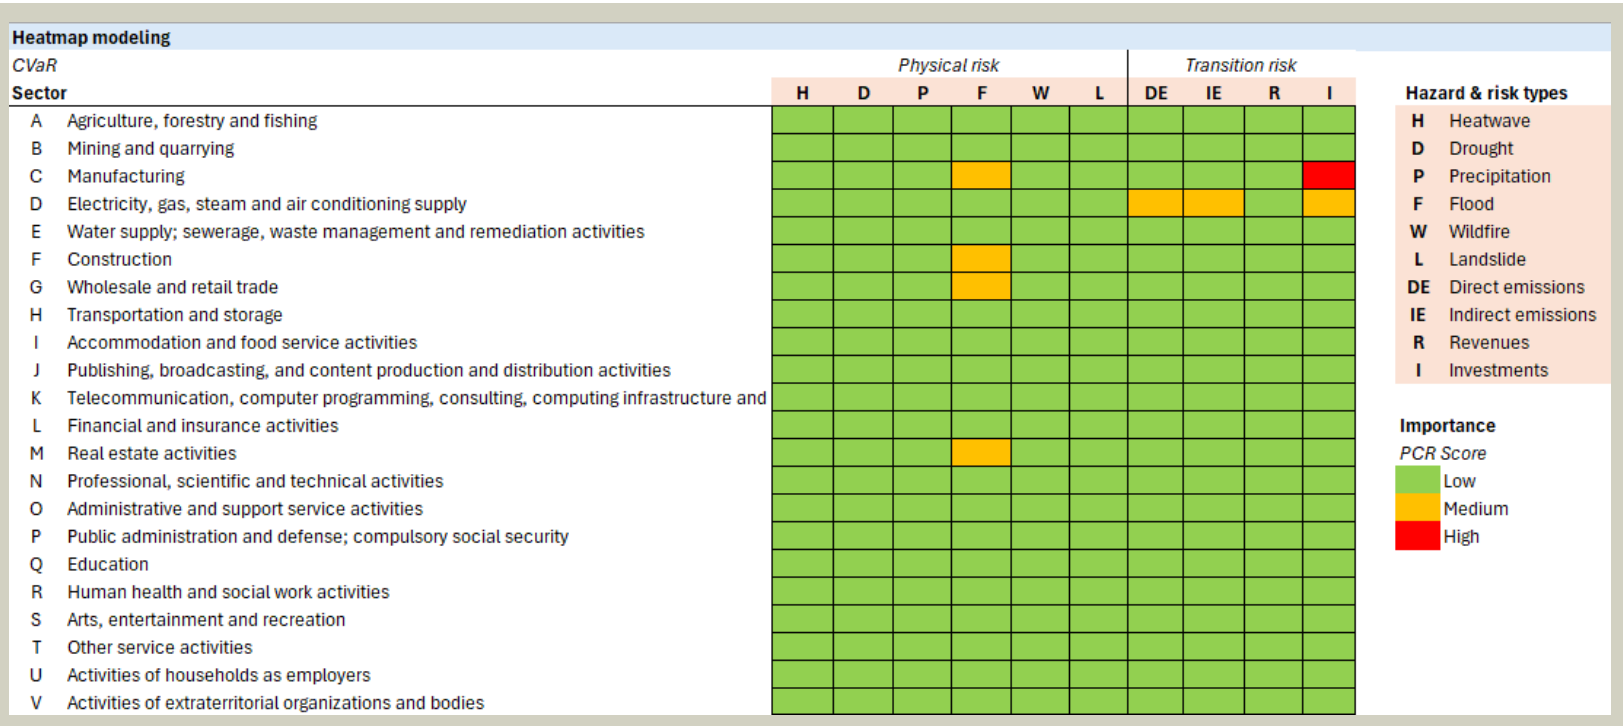 Heatmap modeling
CVaR Physical risk Transition risk
Sector H D P F W L DE IE R I Hazard & risk types
A Agriculture, forestry and fishing H Heatwave
B Mining and quarrying D Drought
C Manufacturing P Precipitation
D Electricity, gas, steam and air conditioning supply F Flood
E Water supply; sewerage, waste management and remediation activities W Wildfire
F Construction L Landslide
G Wholesale and retail trade DE Direct emissions
H Transportation and storage IE Indirect emissions
I Accommodation and food service activities R Revenues
J Publishing, broadcasting, and content production and distribution activities I Investments
K Telecommunication, computer programming, consulting, computing infrastructure and
L Financial and insurance activities Importance
M Real estate activities PCR Score
N Professional, scientific and technical activities Low
O Administrative and support service activities Medium
P Public administration and defense; compulsory social security High
Q Education
R Human health and social work activities
S Arts, entertainment and recreation
T Other service activities
U Activities of households as employers
V Activities of extraterritorial organizations and bodies